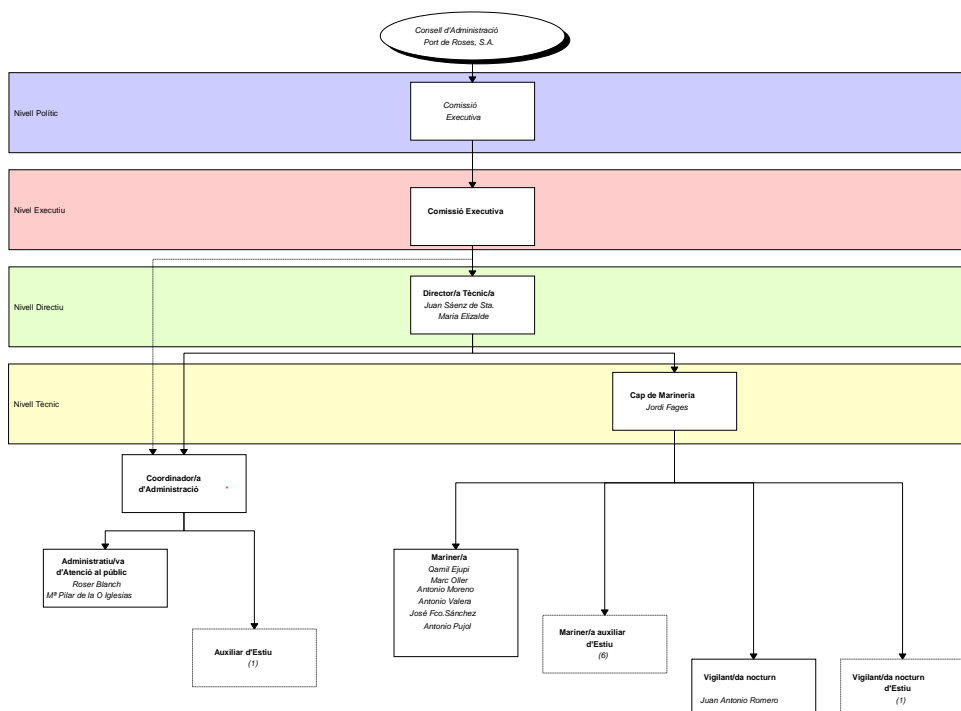 Consell d'Administració
Port de Roses, S.A.
Nivell Polític
Comissió
Executiva
Nivel Executiu
Comissió Executiva
Nivell Directiu
Director/a Tècnic/a
Juan Sáenz de Sta.
Maria Elizalde
Nivell Tècnic
Cap de Marineria
Jordi Fages
Coordinador/a
d'Administració *
Administratiu/va
d'Atenció al públic
Roser Blanch
Mª Pilar de la O Iglesias
Auxiliar d'Estiu
(1)
Mariner/a
Qamil Ejupi
Marc Oller
Antonio Moreno
Antonio Valera
José Fco.Sánchez
Antonio Pujol
Mariner/a auxiliar
d'Estiu
(6)
Vigilant/da nocturn
Juan Antonio Romero
Vigilant/da nocturn
d'Estiu
(1)